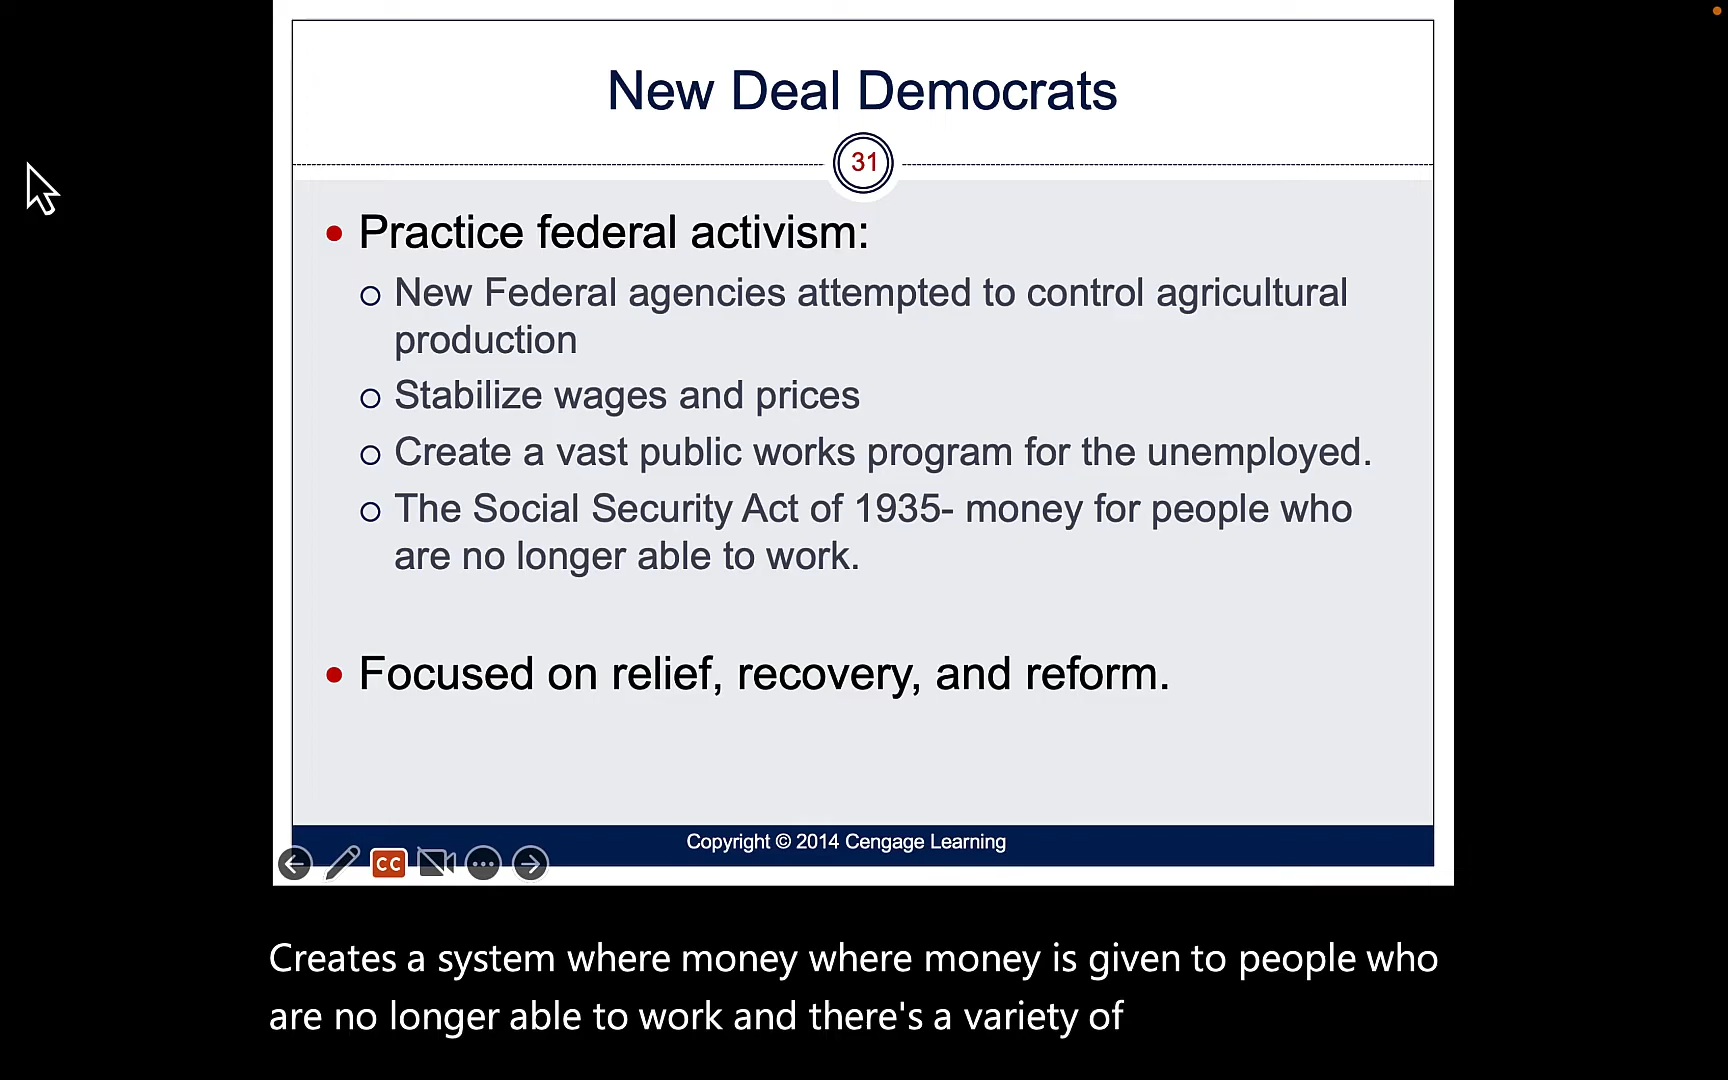 New Deal Democrats
31
• Practice federal activism:
o New Federal agencies attempted to control agricultural
production
o Stabilize wages and prices
o Create a vast public works program for the unemployed.
o The Social Security Act of 1935- money for people who
are no longer able to work.
• Focused on relief, recovery, and reform.
Copyright © 2014 Cengage Learning
CC
Creates a system where money where money is given to people who
are no longer able to work and there's a variety of